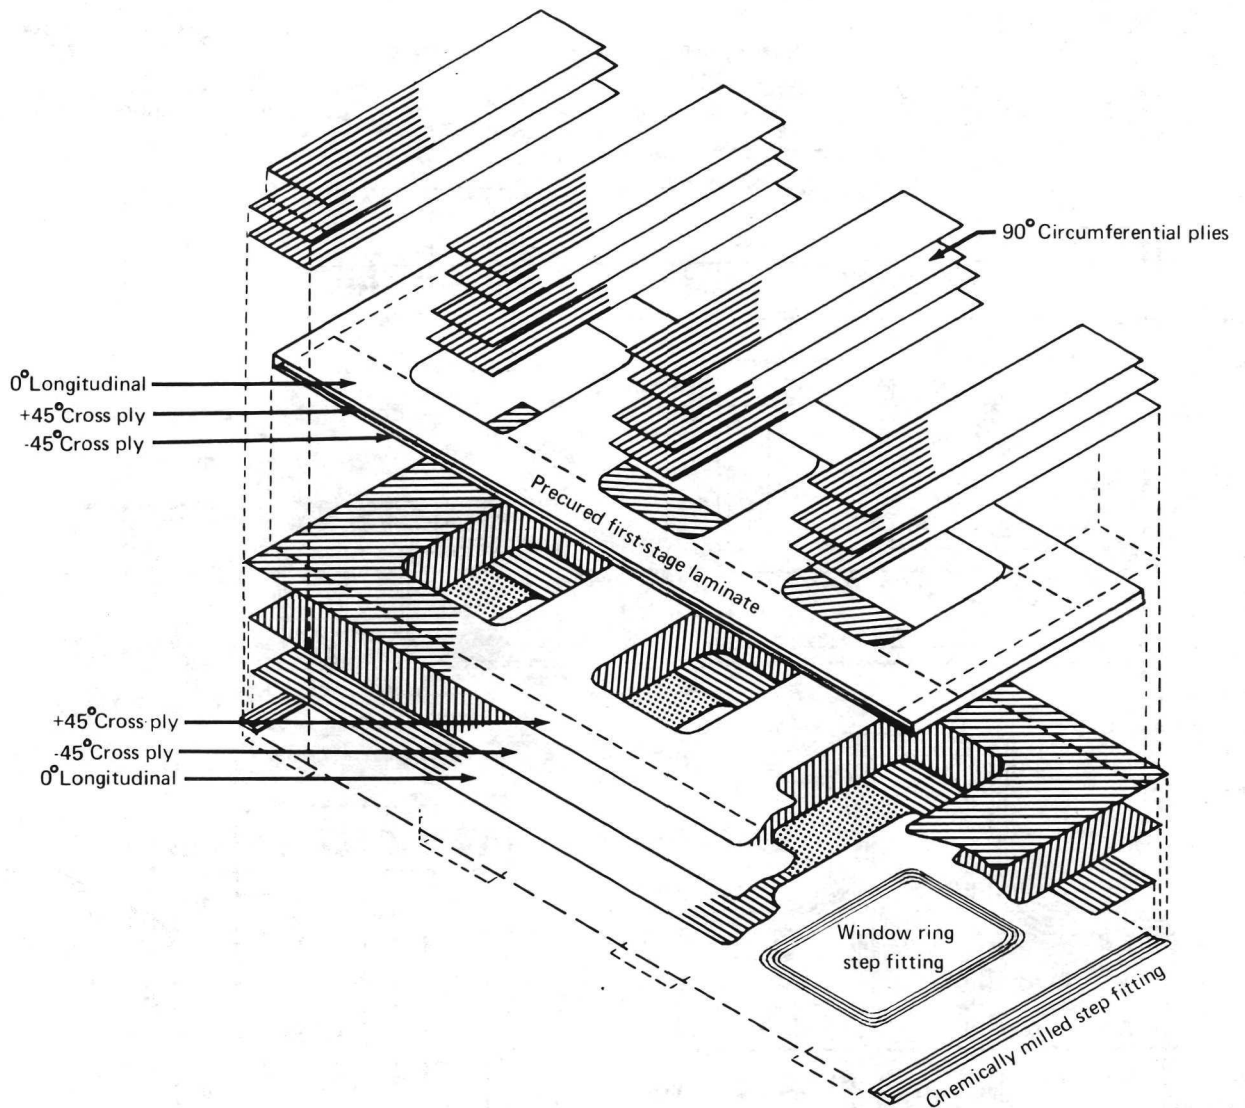 90° Circumferential plies
0° Longitudinal
+45° Cross ply
-45° Cross ply
Precured first-stage laminate
+45° Cross ply
-45° Cross ply
0° Longitudinal
Window ring
step fitting
Chemically milled step fitting